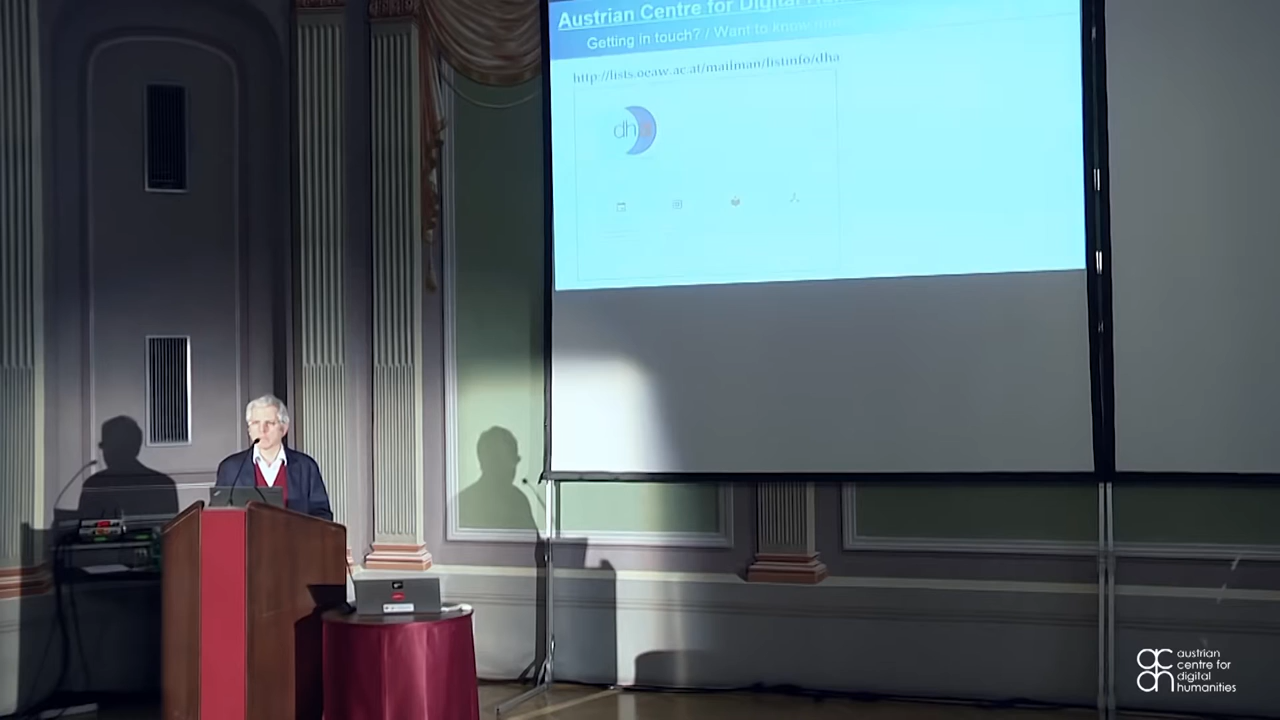 Austrian Centre for Digital
Getting in touch? / Want to know
http://lists.oeaw.ac.at/mailman/listinfo/dha
dh
austrian
centre for
digital
humanities